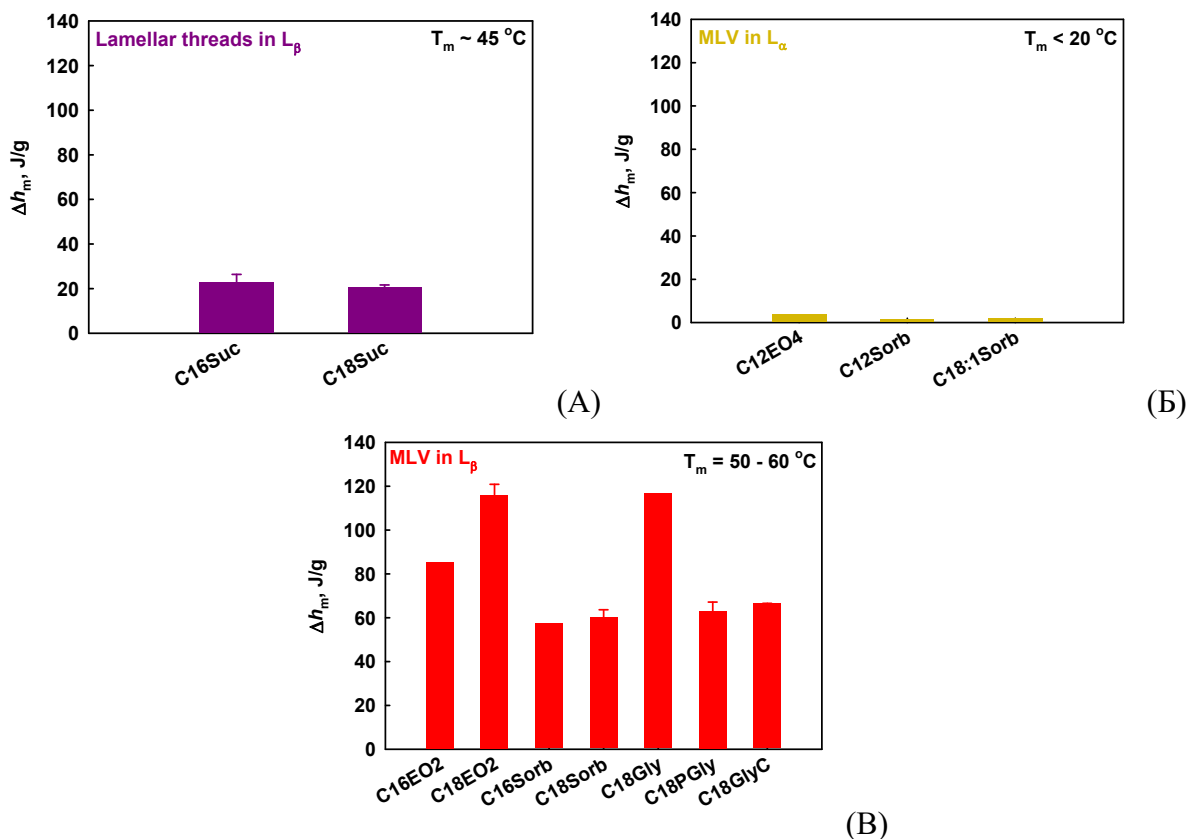 Lamellar threads in Lβ
Tm ~ 45 °C
140
120
100
80
60
40
20
0
Δhm, J/g
C16Suc
C18Suc
(А)
MLV in Lα
Tm < 20 °C
140
120
100
80
60
40
20
0
Δhm, J/g
C12EO4
C12Sorb
C18:1Sorb
(Б)
MLV in Lβ
Tm = 50 - 60 °C
140
120
100
80
60
40
20
0
Δhm, J/g
C16EO2
C18EO2
C16Sorb
C18Sorb
C18Gly
C18PGly
C18GlyC
(В)